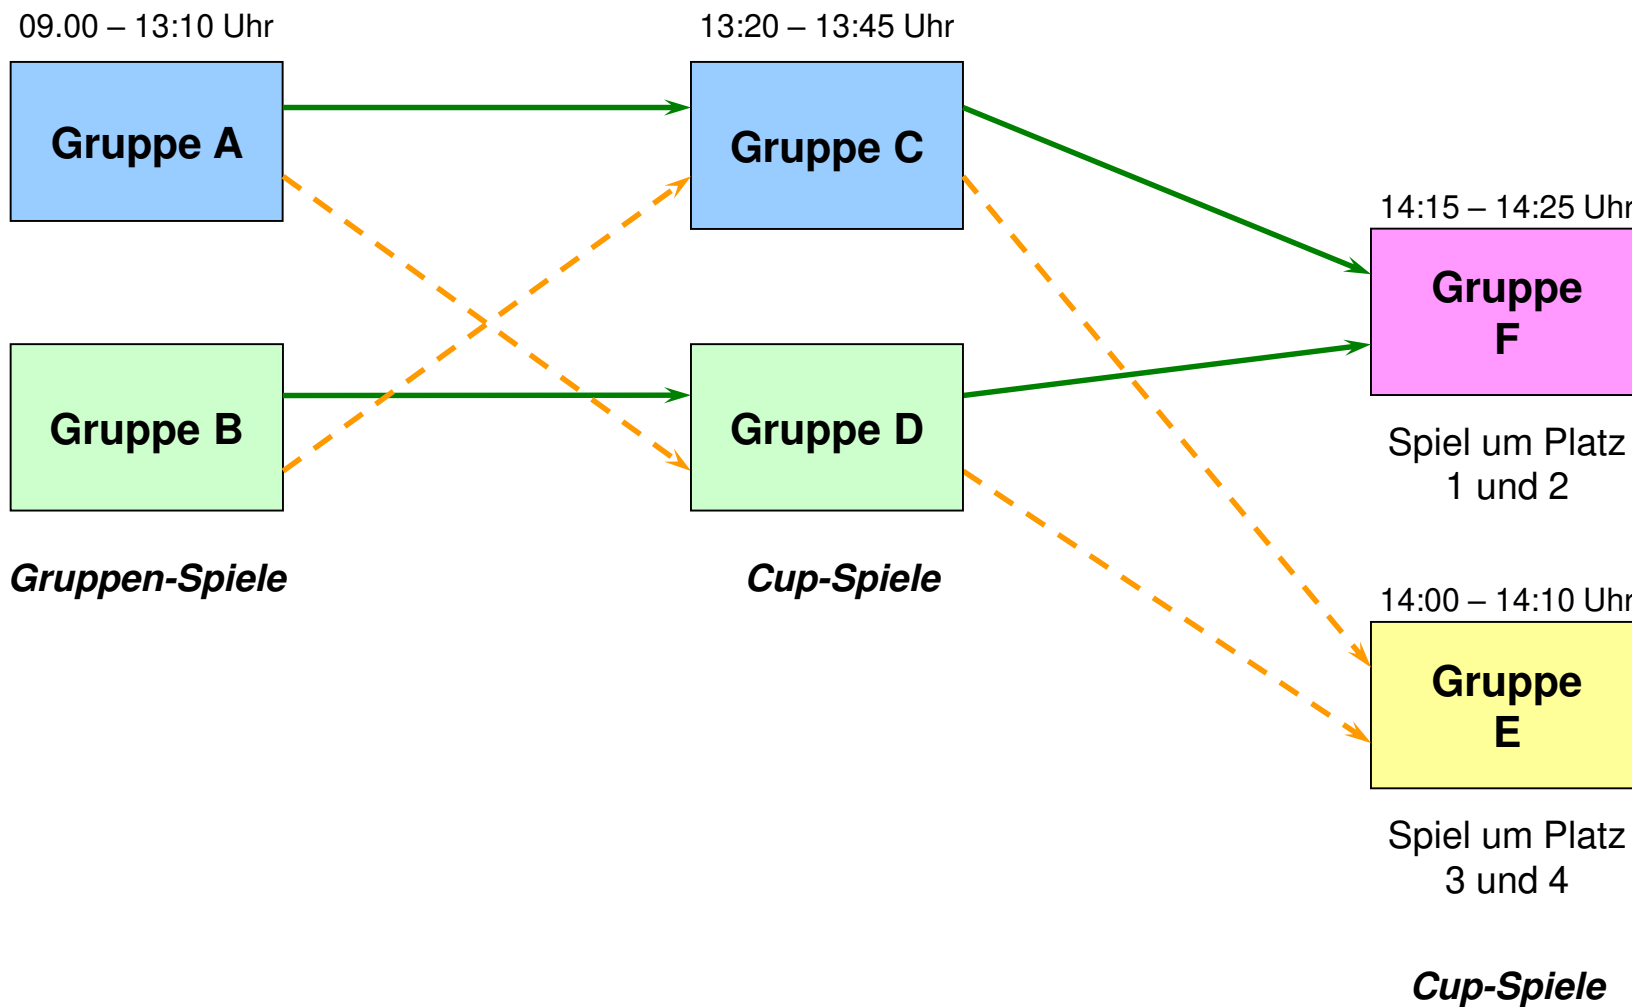 09.00 – 13:10 Uhr
13:20 – 13:45 Uhr
Gruppe A
Gruppe C
14:15 – 14:25 Uhr
Gruppe
F
Gruppe B
Gruppe D
Spiel um Platz
1 und 2
Gruppen-Spiele
Cup-Spiele
14:00 – 14:10 Uhr
Gruppe
E
Spiel um Platz
3 und 4
Cup-Spiele